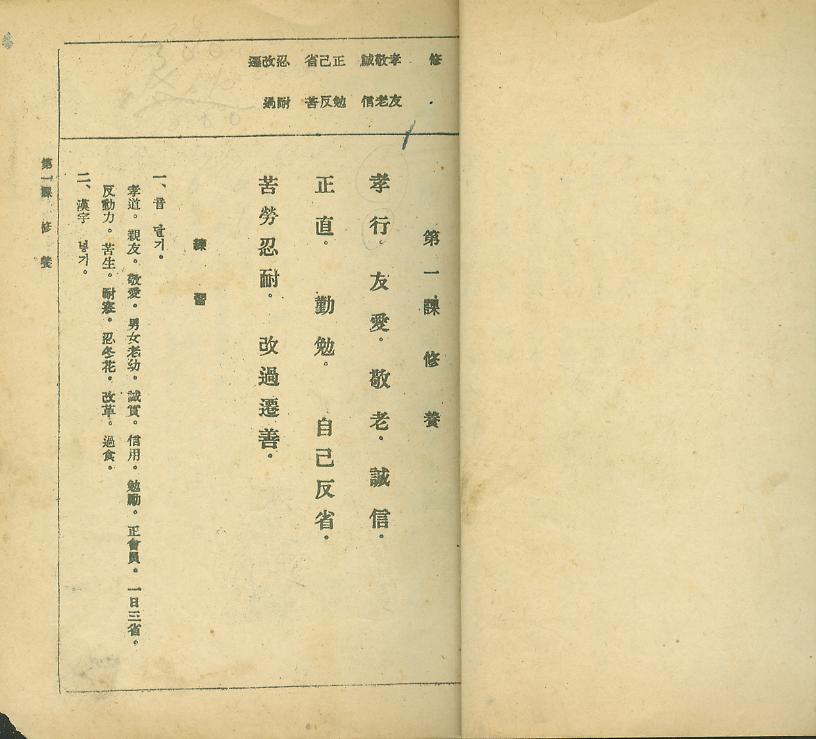 修
孝友
敬老
誠信
正勉
己反
省苦
忍耐
改過
遷
第一課 修養
孝行。友愛。敬老。誠信。
正直。勤勉。自己反省。
苦勞忍耐。改過遷善。
練習
一、音 달기。
孝道。親友。敬愛。男女老幼。誠實。信用。勉勵。正會員。一日三省。
反動力。苦生。耐寒。忍冬花。改革。過食。
二、漢字 넣기。
第一課 修養